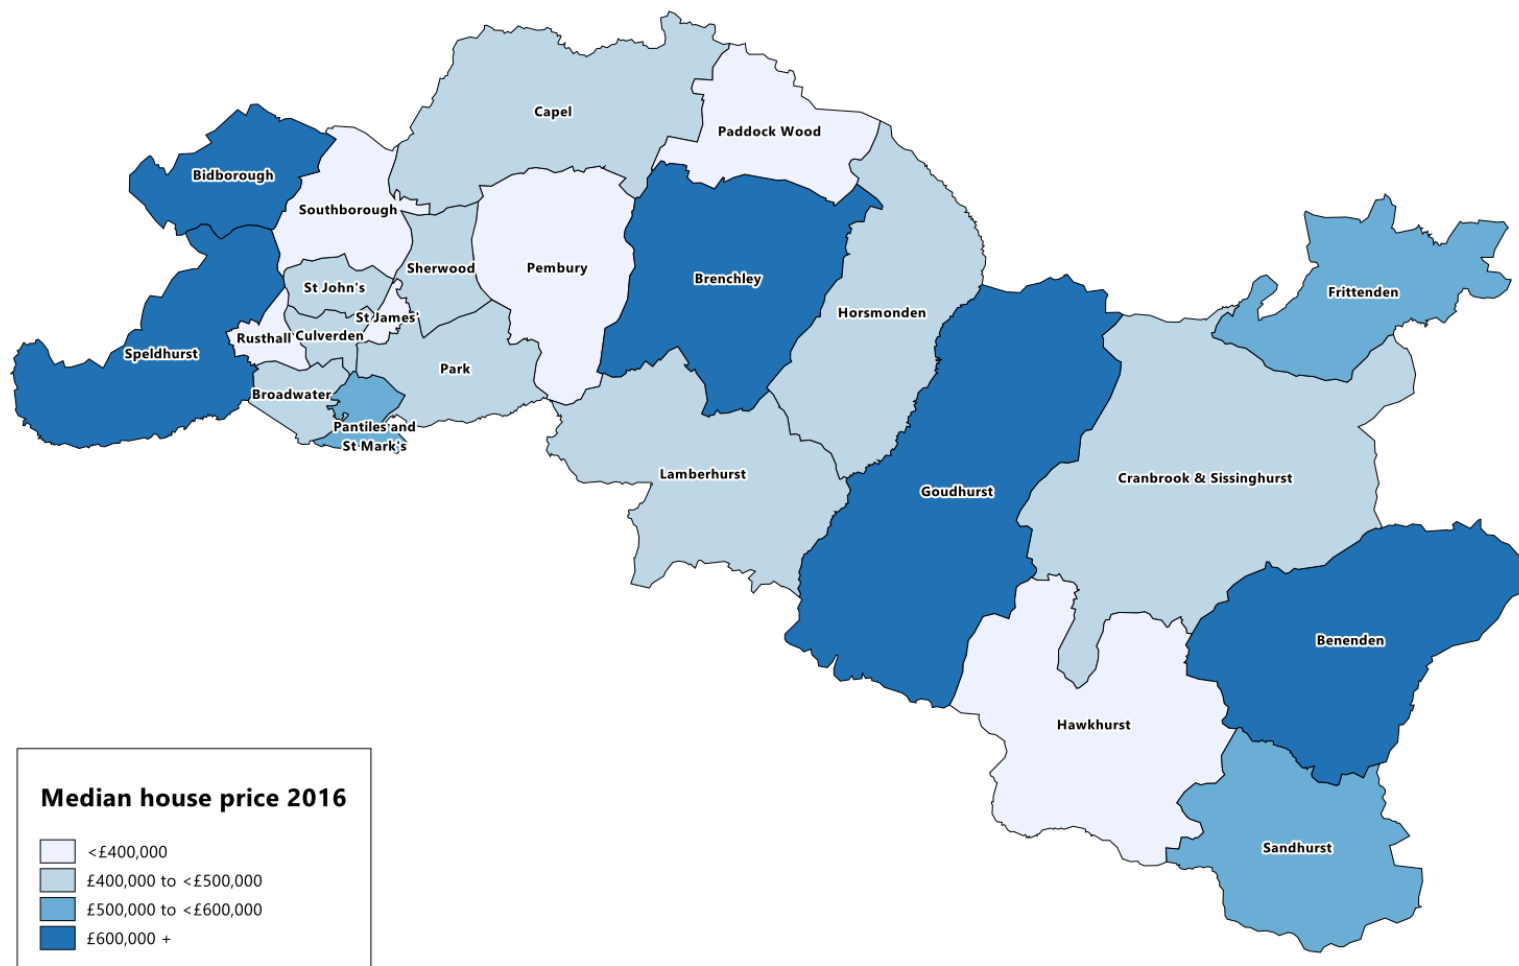 Capel
Paddock Wood
Bidborough
Southborough
Sherwood
Pembury
Brenchley
St John's
Frittenden
Horsmonden
St James'
Rusthall
Culverden
Speldhurst
Park
Broadwater
Pantiles and
St Mark's
Lamberhurst
Cranbrook & Sissinghurst
Goudhurst
Benenden
Hawkhurst
Sandhurst
Median house price 2016
<£400,000
£400,000 to <£500,000
£500,000 to <£600,000
£600,000 +